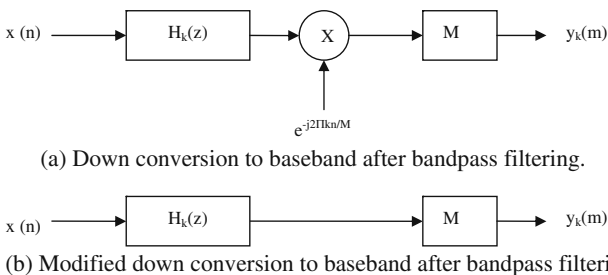 x (n) H_k(z) X M y_k(m)
e^-j2Πkn/M
(a) Down conversion to baseband after bandpass filtering.
x (n) H_k(z) M y_k(m)
(b) Modified down conversion to baseband after bandpass filteri